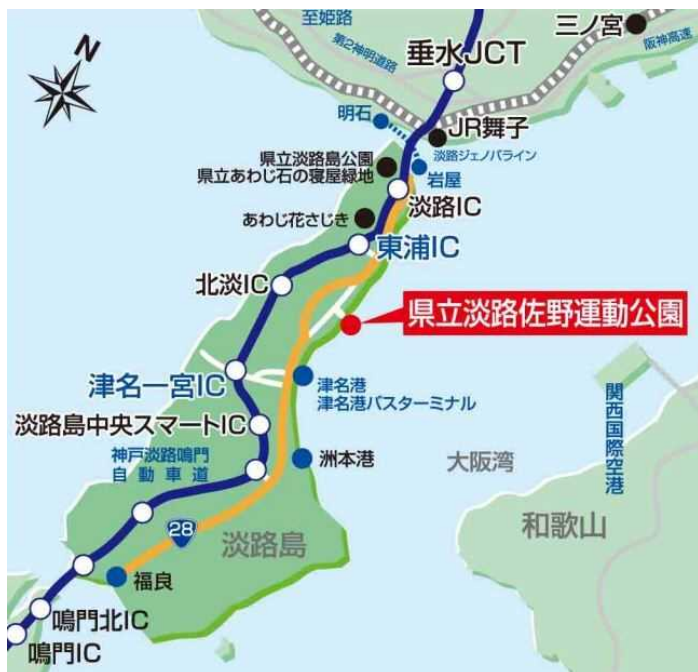 至姫路
三ノ宮
第2神明道路
阪神高速
垂水JCT
N
明石
JR舞子
淡路ジェノバライン
県立淡路島公園
県立あわじ石の寝屋緑地
岩屋
淡路IC
あわじ花さじき
東浦IC
北淡IC
県立淡路佐野運動公園
津名一宮IC
津名港
津名港バスターミナル
淡路島中央スマートIC
関西国際空港
神戸淡路鳴門
自動車道
洲本港
大阪湾
28
淡路島
和歌山
福良
鳴門北IC
鳴門IC